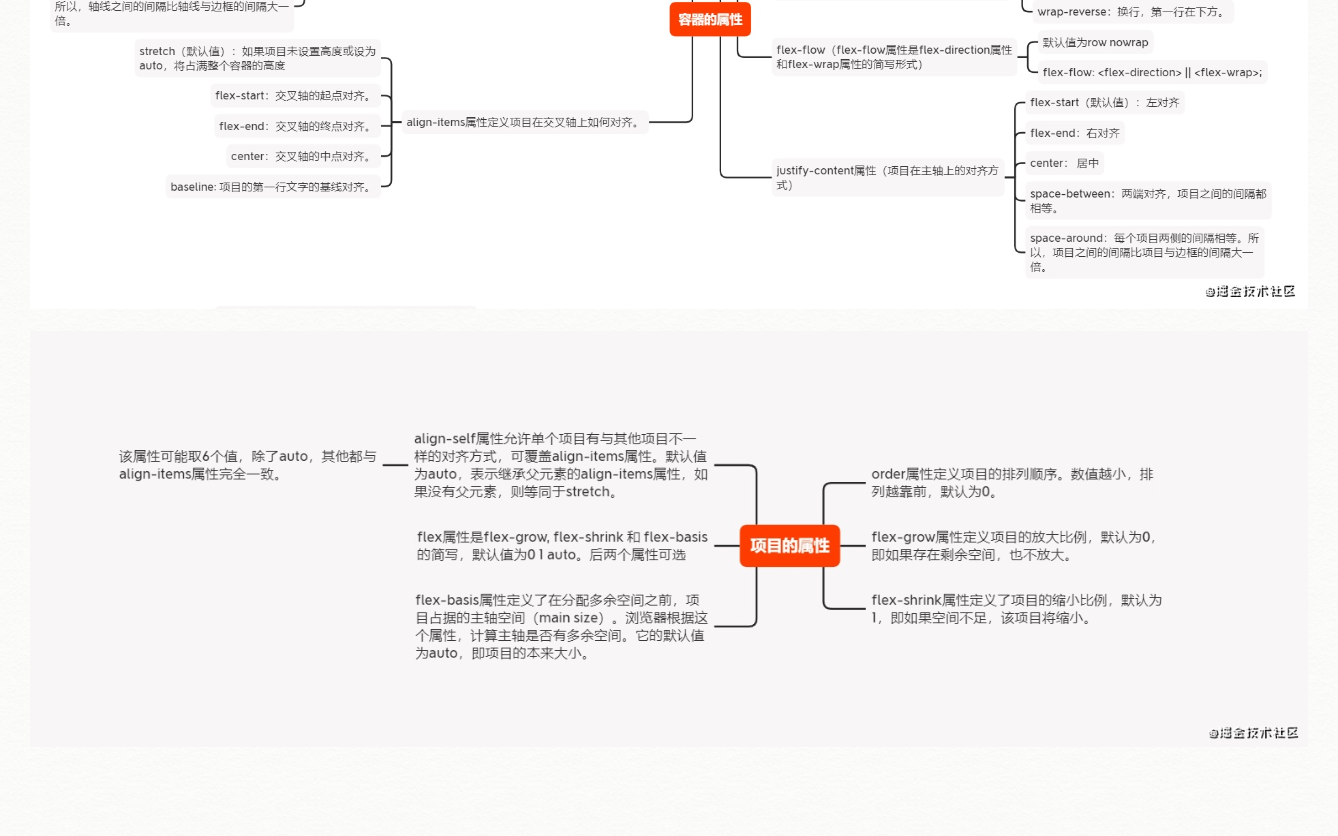 所以，轴线之间的间隔比轴线与边框的间隔大一
倍。
容器的属性
wrap-reverse：换行，第一行在下方。
stretch（默认值）：如果项目未设置高度或设为
auto，将占满整个容器的高度
flex-start：交叉轴的起点对齐。
flex-end：交叉轴的终点对齐。
center：交叉轴的中点对齐。
baseline: 项目的第一行文字的基线对齐。
align-items属性定义项目在交叉轴上如何对齐。
flex-flow（flex-flow属性是flex-direction属性
和flex-wrap属性的简写形式）
默认值为row nowrap
flex-flow: <flex-direction> || <flex-wrap>;
justify-content属性（项目在主轴上的对齐方
式）
flex-start（默认值）：左对齐
flex-end：右对齐
center： 居中
space-between：两端对齐，项目之间的间隔都
相等。
space-around：每个项目两侧的间隔相等。所
以，项目之间的间隔比项目与边框的间隔大一
倍。
@掘金技术社区
该属性可能取6个值，除了auto，其他都与
align-items属性完全一致。
align-self属性允许单个项目有与其他项目不一
样的对齐方式，可覆盖align-items属性。默认值
为auto，表示继承父元素的align-items属性，如
果没有父元素，则等同于stretch。
flex属性是flex-grow, flex-shrink 和 flex-basis
的简写，默认值为0 1 auto。后两个属性可选
flex-basis属性定义了在分配多余空间之前，项
目占据的主轴空间（main size）。浏览器根据这
个属性，计算主轴是否有多余空间。它的默认值
为auto，即项目的本来大小。
项目的属性
order属性定义项目的排列顺序。数值越小，排
列越靠前，默认为0。
flex-grow属性定义项目的放大比例，默认为0，
即如果存在剩余空间，也不放大。
flex-shrink属性定义了项目的缩小比例，默认为
1，即如果空间不足，该项目将缩小。
@掘金技术社区